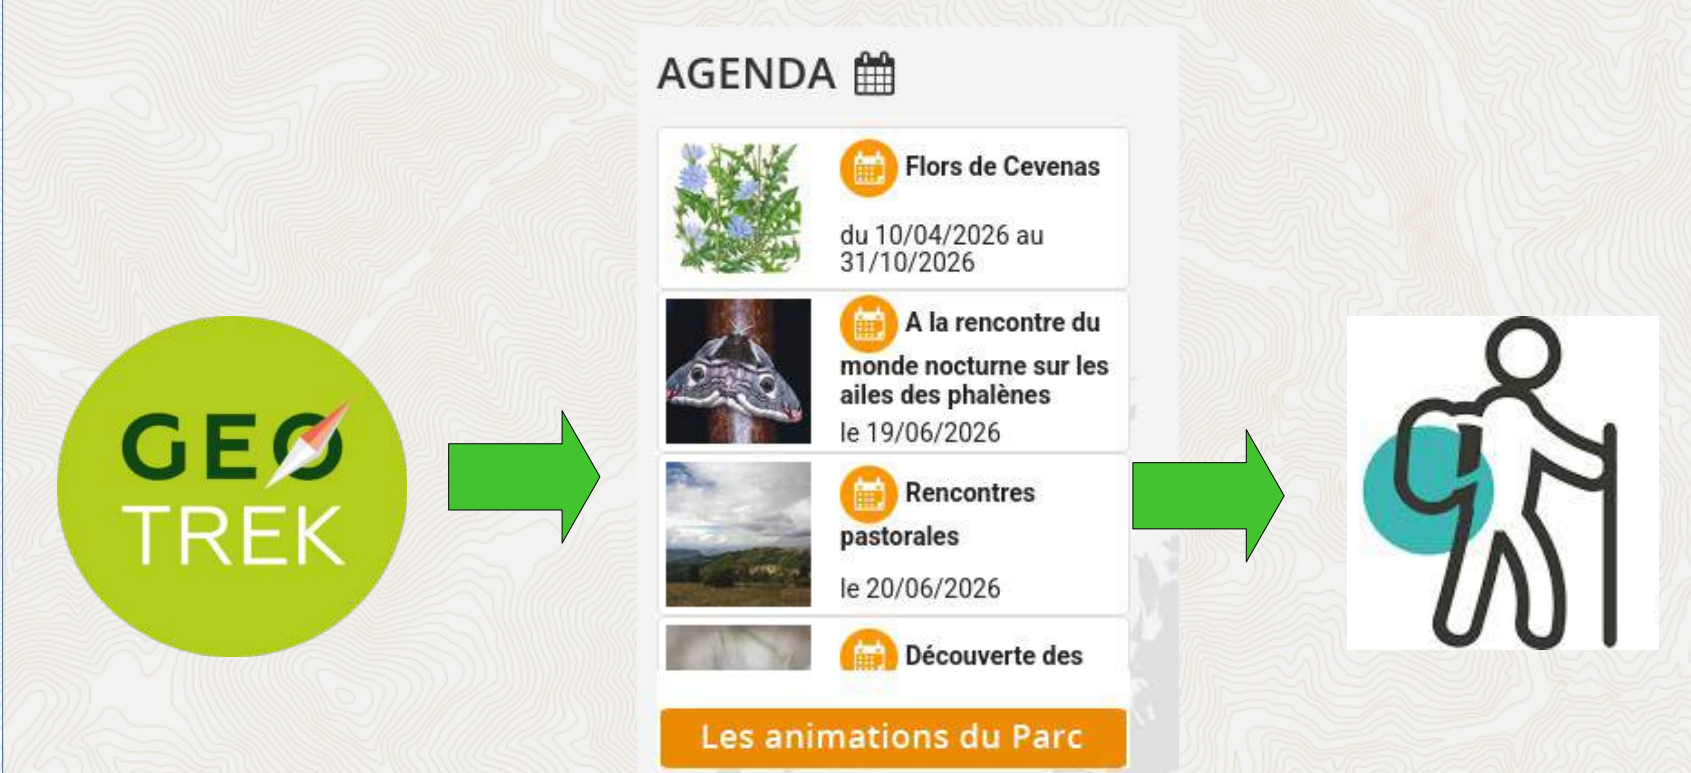 GEO
TREK
AGENDA
Flors de Cevenas
du 10/04/2026 au
31/10/2026
A la rencontre du
monde nocturne sur les
ailes des phalènes
le 19/06/2026
Rencontres
pastorales
le 20/06/2026
Découverte des
Les animations du Parc